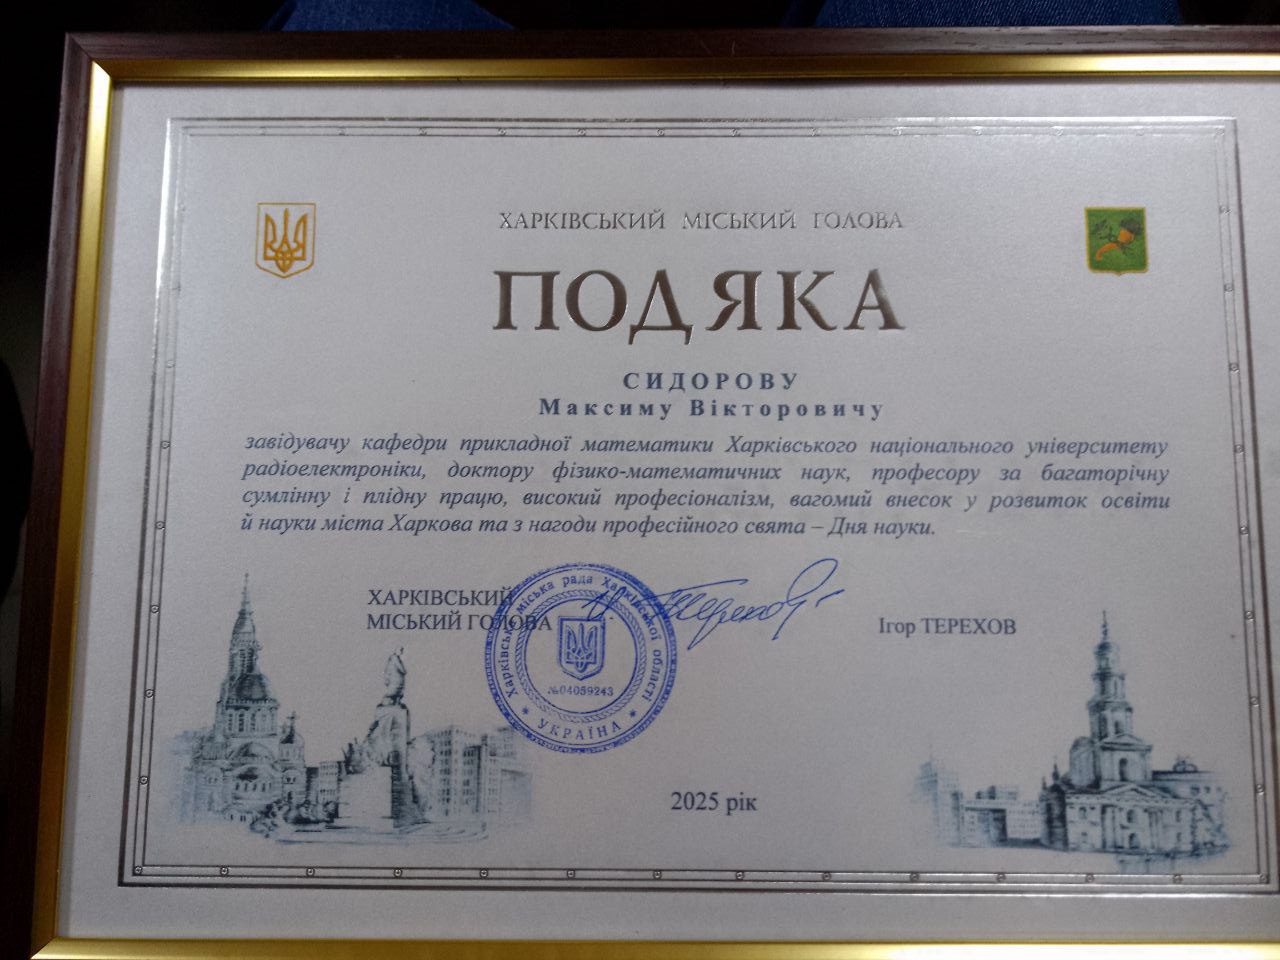 ХАРКІВСЬКИЙ МІСЬКИЙ ГОЛОВА
ПОДЯКА
СИДОРОВУ
Максиму Вікторовичу
завідувачу кафедри прикладної математики Харківського національного університету
радіоелектроніки, доктору фізико-математичних наук, професору за багаторічну
сумлінну і плідну працю, високий професіоналізм, вагомий внесок у розвиток освіти
й науки міста Харкова та з нагоди професійного свята – Дня науки.
ХАРКІВСЬКИЙ
МІСЬКИЙ ГОЛОВА
Харківська міська рада Харківської області
№04059243
* УКРАЇНА *
Ігор ТЕРЕХОВ
2025 рік